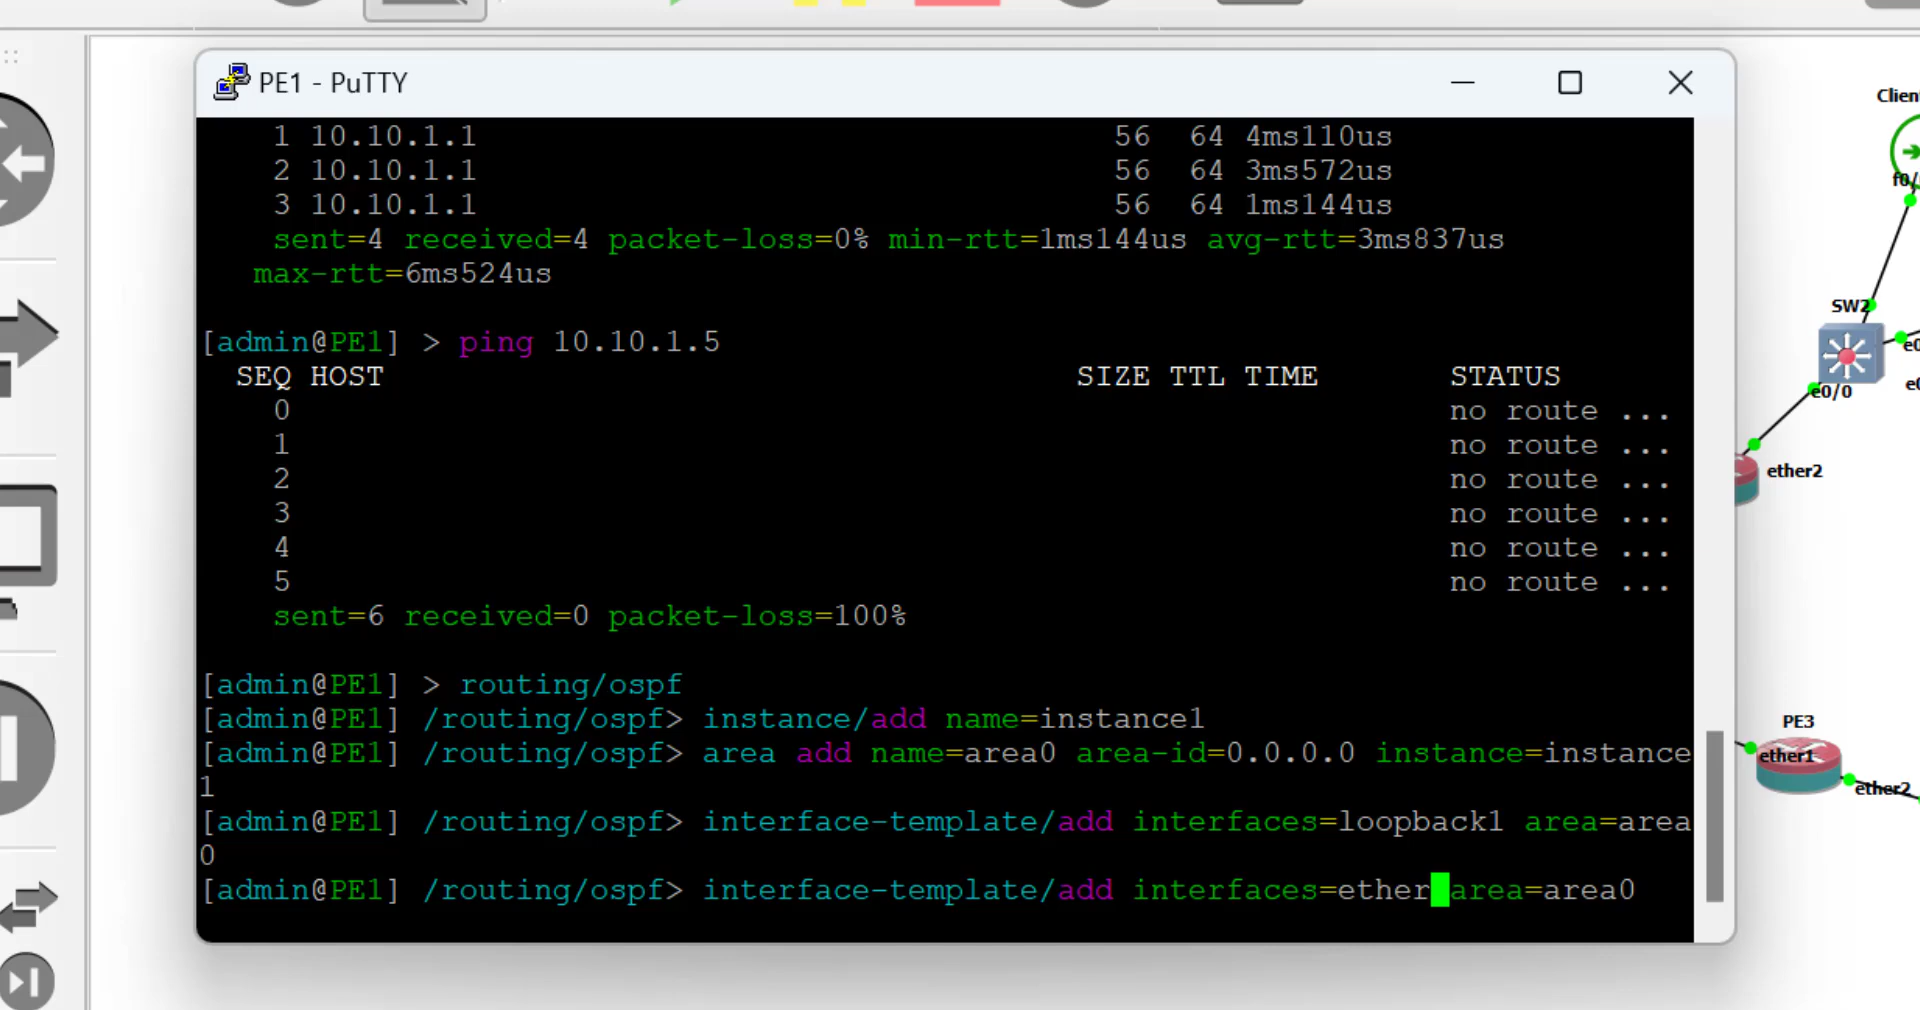 PE1 - PuTTY
1 10.10.1.1 56 64 4ms110us
2 10.10.1.1 56 64 3ms572us
3 10.10.1.1 56 64 1ms144us
sent=4 received=4 packet-loss=0% min-rtt=1ms144us avg-rtt=3ms837us
max-rtt=6ms524us
[admin@PE1] > ping 10.10.1.5
SEQ HOST SIZE TTL TIME STATUS
0 no route ...
1 no route ...
2 no route ...
3 no route ...
4 no route ...
5 no route ...
sent=6 received=0 packet-loss=100%
[admin@PE1] > routing/ospf
[admin@PE1] /routing/ospf> instance/add name=instance1
[admin@PE1] /routing/ospf> area add name=area0 area-id=0.0.0.0 instance=instance
1
[admin@PE1] /routing/ospf> interface-template/add interfaces=loopback1 area=area
0
[admin@PE1] /routing/ospf> interface-template/add interfaces=ether area=area0
SW2
e0/0
ether2
PE3
ether1
ether2